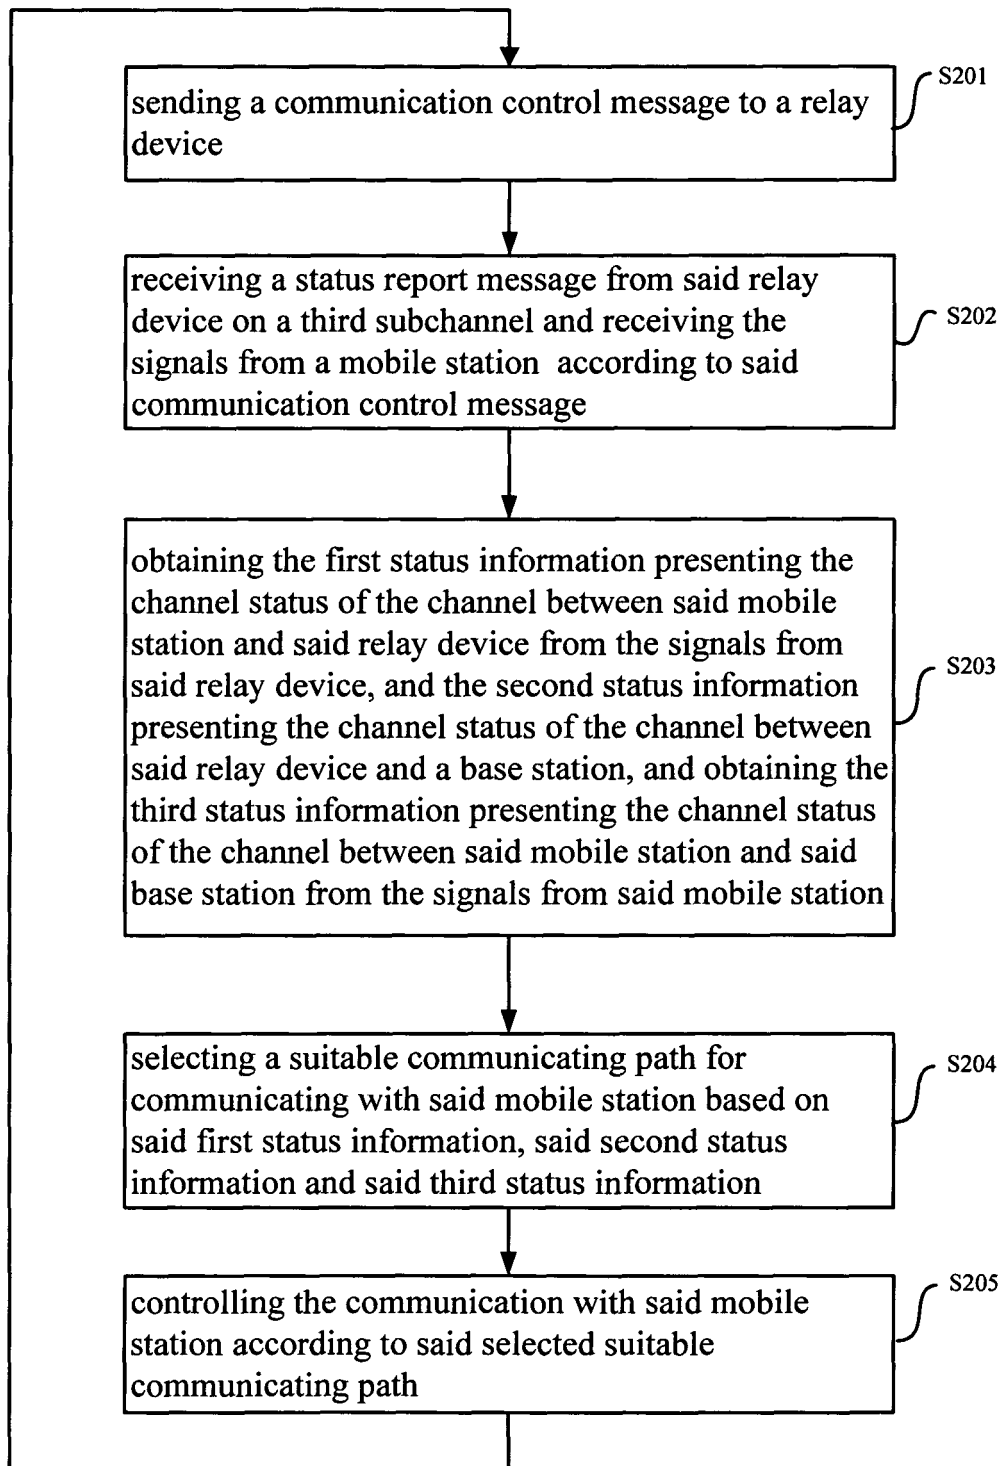 sending a communication control message to a relay
device
S201
receiving a status report message from said relay
device on a third subchannel and receiving the
signals from a mobile station according to said
communication control message
S202
obtaining the first status information presenting the
channel status of the channel between said mobile
station and said relay device from the signals from
said relay device, and the second status information
presenting the channel status of the channel between
said relay device and a base station, and obtaining the
third status information presenting the channel status
of the channel between said mobile station and said
base station from the signals from said mobile station
S203
selecting a suitable communicating path for
communicating with said mobile station based on
said first status information, said second status
information and said third status information
S204
controlling the communication with said mobile
station according to said selected suitable
communicating path
S205